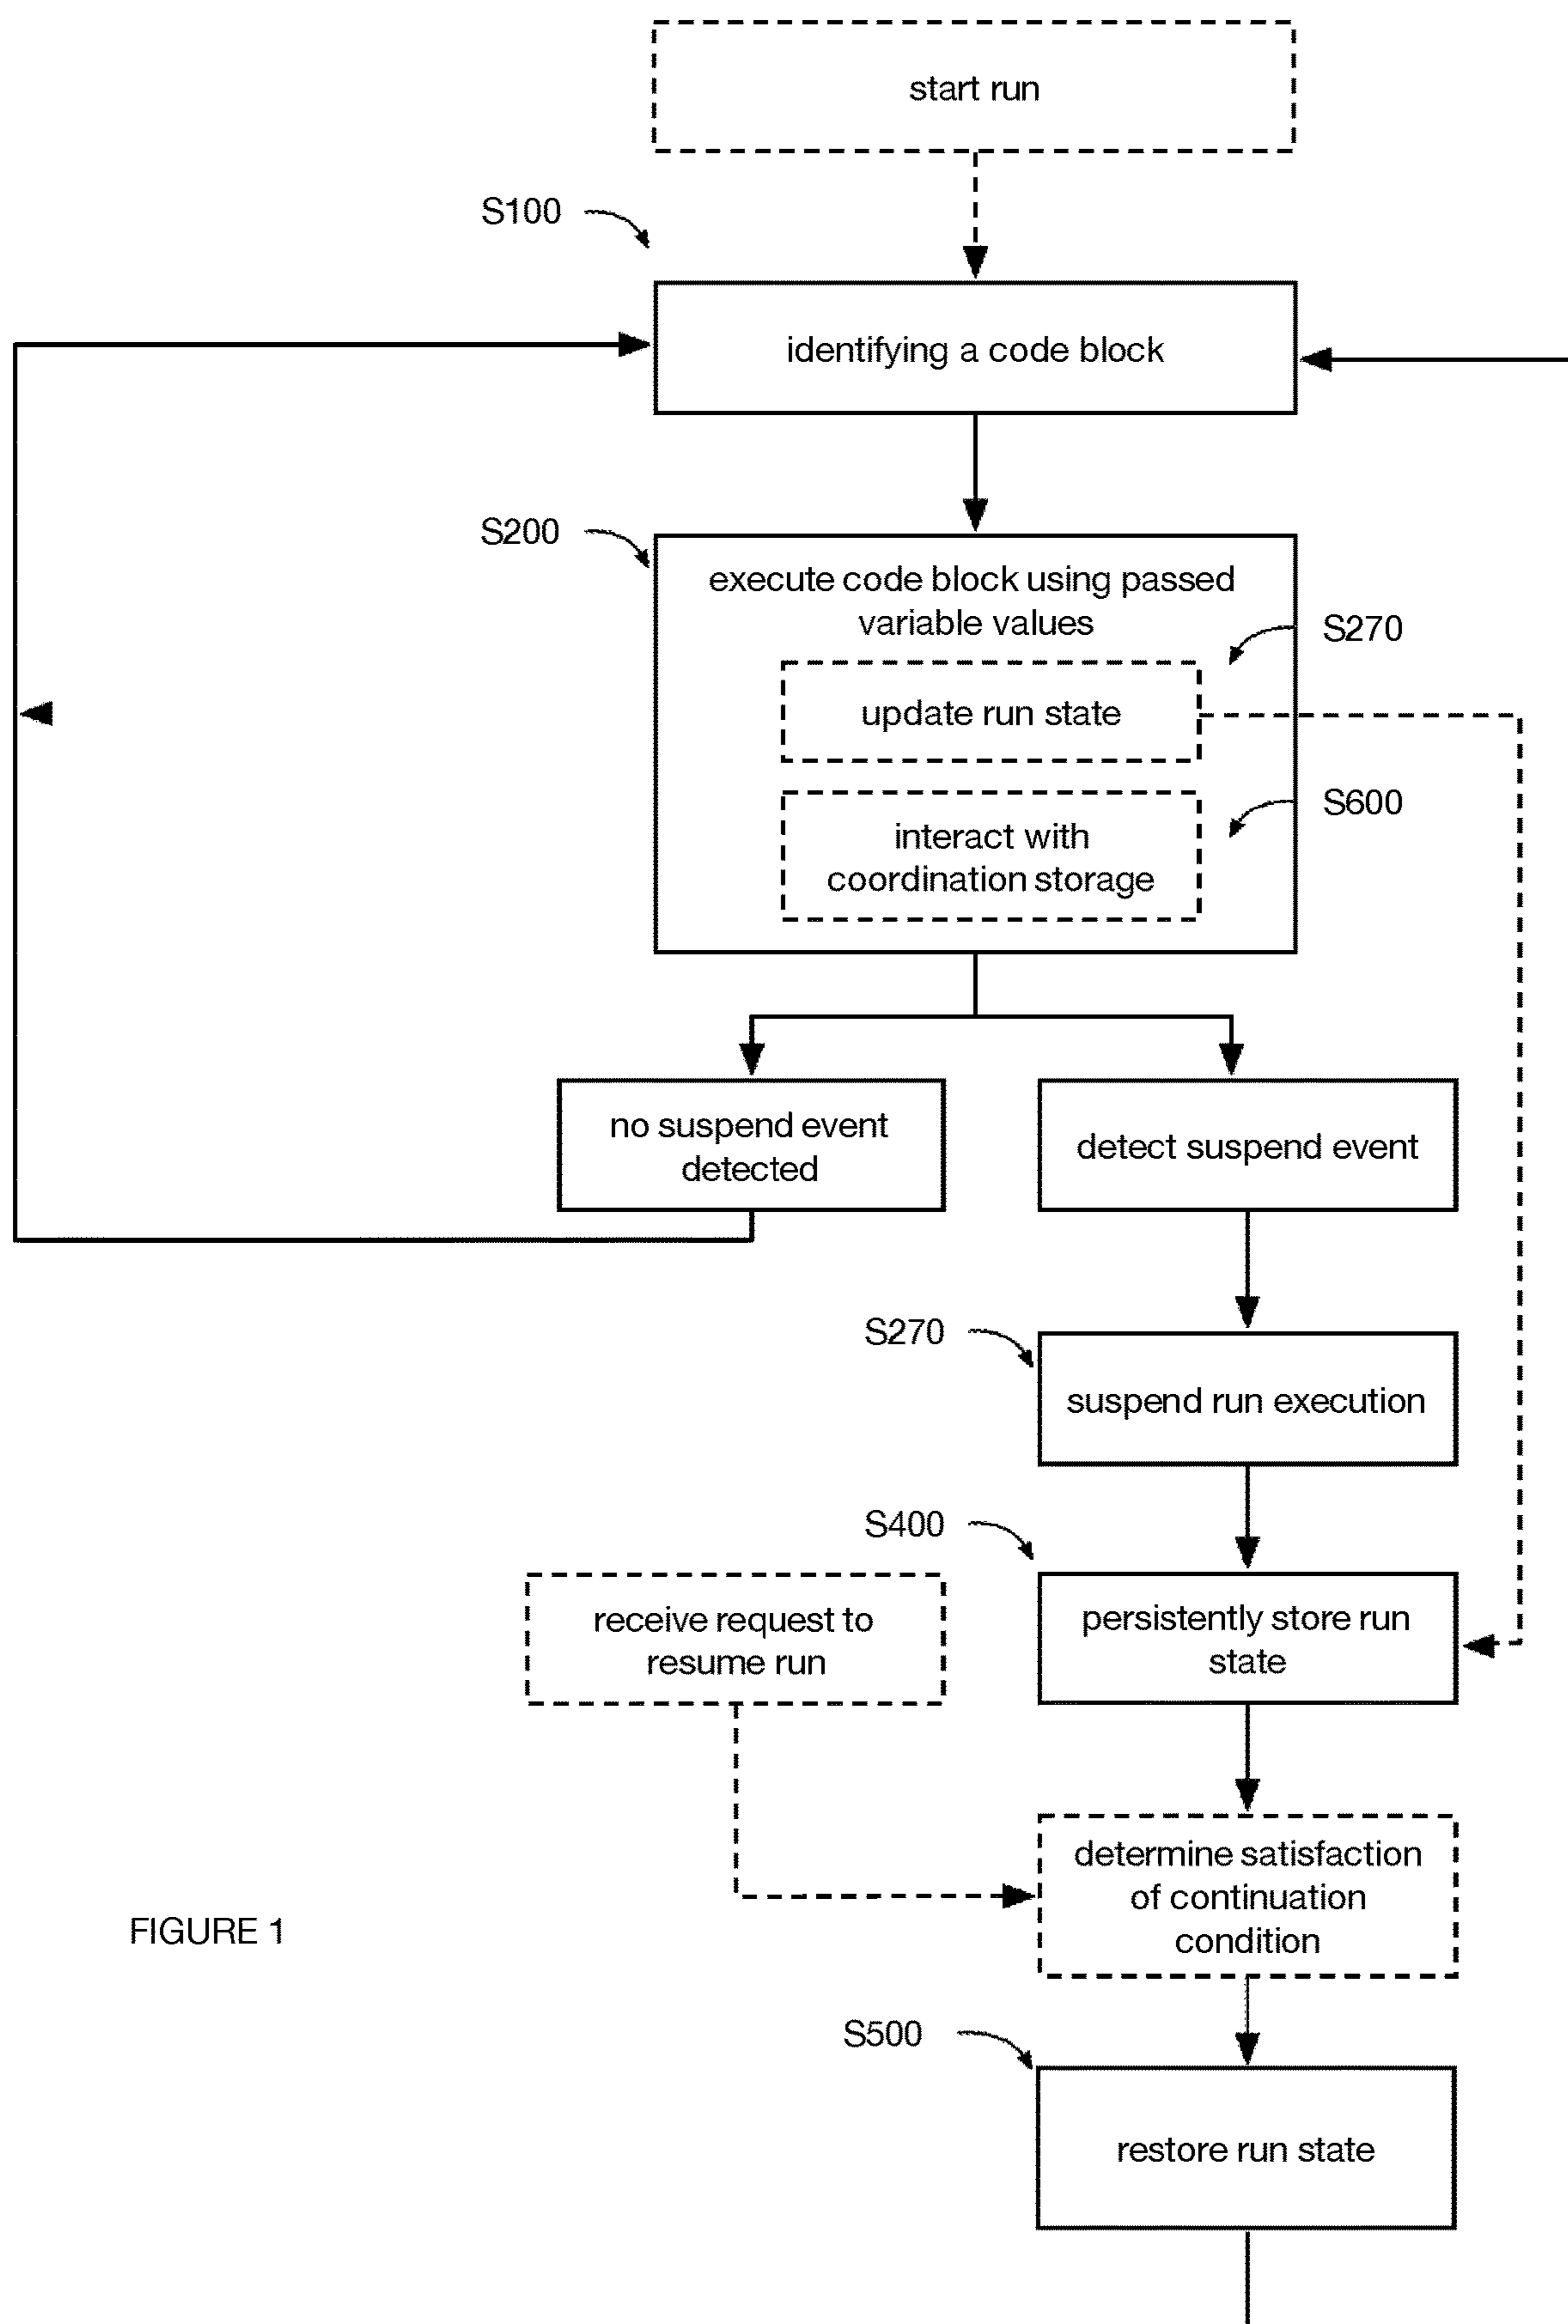 start run
S100
identifying a code block
S200
execute code block using passed
variable values
S270
update run state
S600
interact with
coordination storage
no suspend event
detected
detect suspend event
S270
suspend run execution
S400
receive request to
resume run
persistently store run
state
determine satisfaction
of continuation
condition
FIGURE 1
S500
restore run state